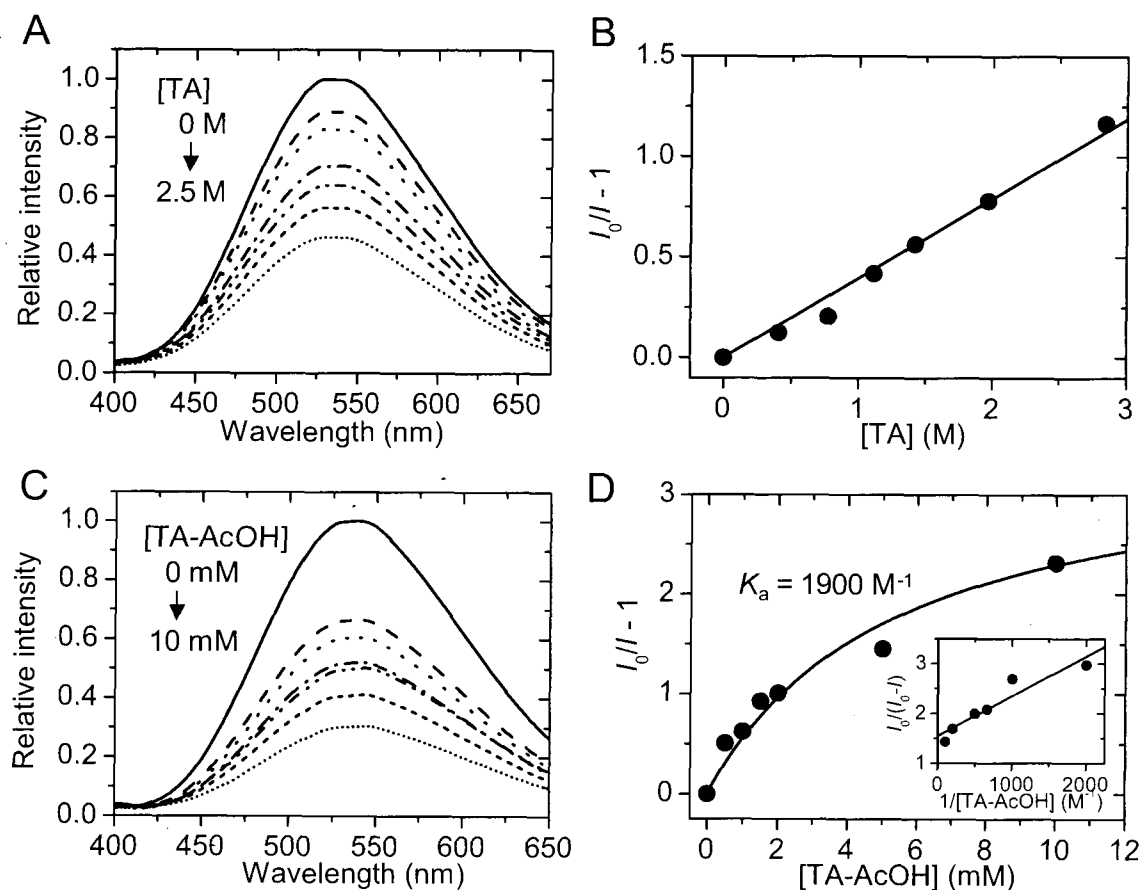 A
[TA]
0 M
2.5 M
Relative intensity
1.0
0.8
0.6
0.4
0.2
0.0
400 450 500 550 600 650
Wavelength (nm)
B
I₀/I - 1
1.5
1.0
0.5
0.0
0 1 2 3
[TA] (M)
C
[TA-AcOH]
0 mM
10 mM
Relative intensity
1.0
0.8
0.6
0.4
0.2
0.0
400 450 500 550 600 650
Wavelength (nm)
D
Kₐ = 1900 M⁻¹
I₀/I - 1
3
2
1
0
0 2 4 6 8 10 12
[TA-AcOH] (mM)
I₀/(I₀-I)
3
2
1
0 1000 2000
1/[TA-AcOH] (M⁻¹)